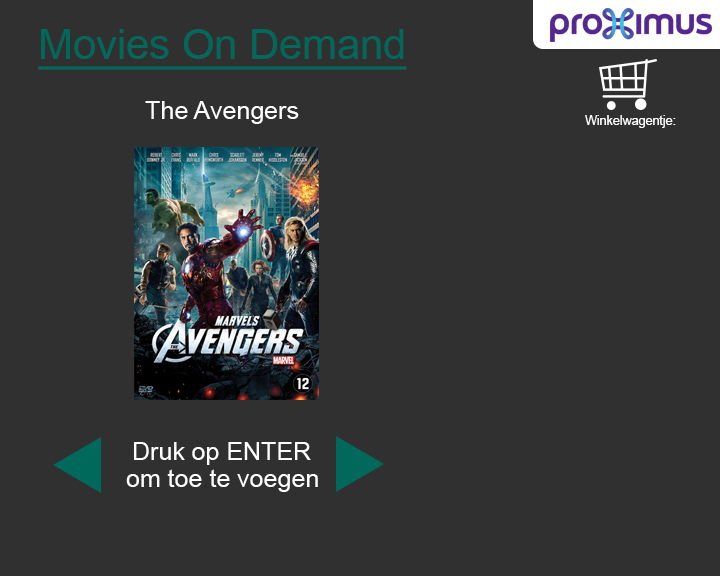 Movies On Demand
proximus
Winkelwagentje:
The Avengers
ROBERT DOWNEY JR.
CHRIS EVANS
MARK RUFFALO
CHRIS HEMSWORTH
SCARLETT JOHANSSON
JEREMY RENNER
TOM HIDDLESTON
SAMUEL L. JACKSON
MARVELS
THE
AVENGERS
MARVEL
DVD
12
Druk op ENTER
om toe te voegen